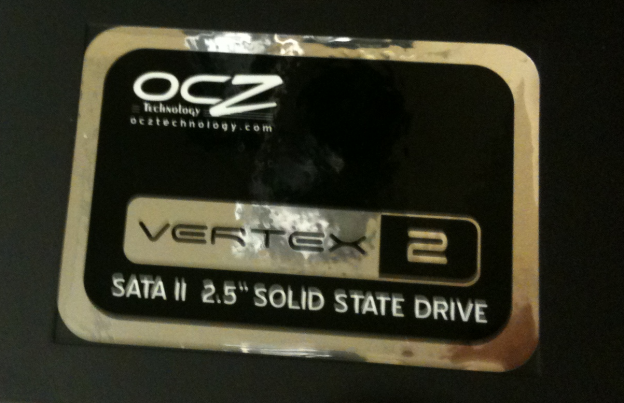 OCZ
Technology
ocztechnology.com
VERTEX 2
SATA II 2.5" SOLID STATE DRIVE